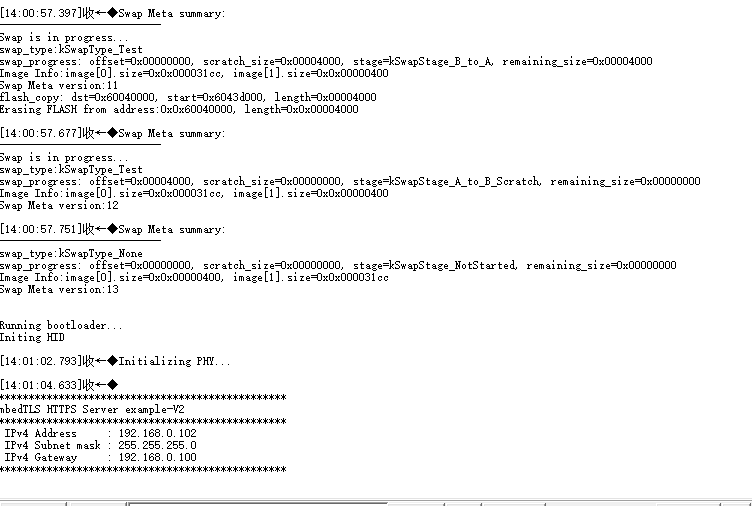 [14:00:57.397]收←◆Swap Meta summary:
Swap is in progress...
swap_type:kSwapType_Test
swap_progress: offset=0x00000000, scratch_size=0x00004000, stage=kSwapStage_B_to_A, remaining_size=0x00004000
Image Info:image[0].size=0x0x000031cc, image[1].size=0x00000400
Swap Meta version:11
flash_copy: dst=0x60040000, start=0x6043d000, length=0x00004000
Erasing FLASH from address:0x0x60040000, length=0x0x00004000
[14:00:57.677]收←◆Swap Meta summary:
Swap is in progress...
swap_type:kSwapType_Test
swap_progress: offset=0x00004000, scratch_size=0x00000000, stage=kSwapStage_A_to_B_Scratch, remaining_size=0x00000000
Image Info:image[0].size=0x0x000031cc, image[1].size=0x00000400
Swap Meta version:12
[14:00:57.751]收←◆Swap Meta summary:
swap_type:kSwapType_None
swap_progress: offset=0x00000000, scratch_size=0x00000000, stage=kSwapStage_NotStarted, remaining_size=0x00000000
Image Info:image[0].size=0x0x00000400, image[1].size=0x000031cc
Swap Meta version:13
Running bootloader...
Initing HID
[14:01:02.793]收←◆Initializing PHY...
[14:01:04.633]收←◆
************************************************
mbedTLS HTTPS Server example-V2
************************************************
IPv4 Address     : 192.168.0.102
IPv4 Subnet mask : 255.255.255.0
IPv4 Gateway     : 192.168.0.100
************************************************